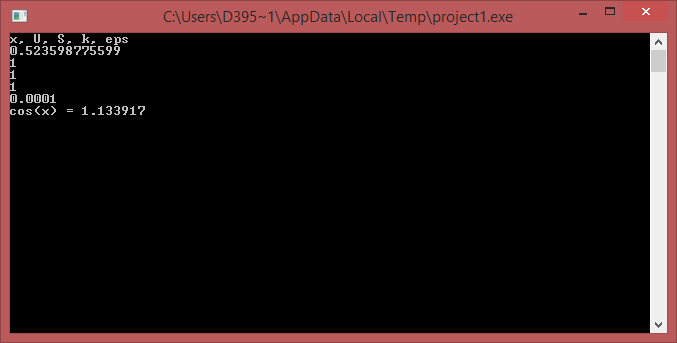 C:\Users\D395~1\AppData\Local\Temp\project1.exe
x, U, S, k, eps
0.523598775599
1
1
1
0.0001
cos(x) = 1.133917